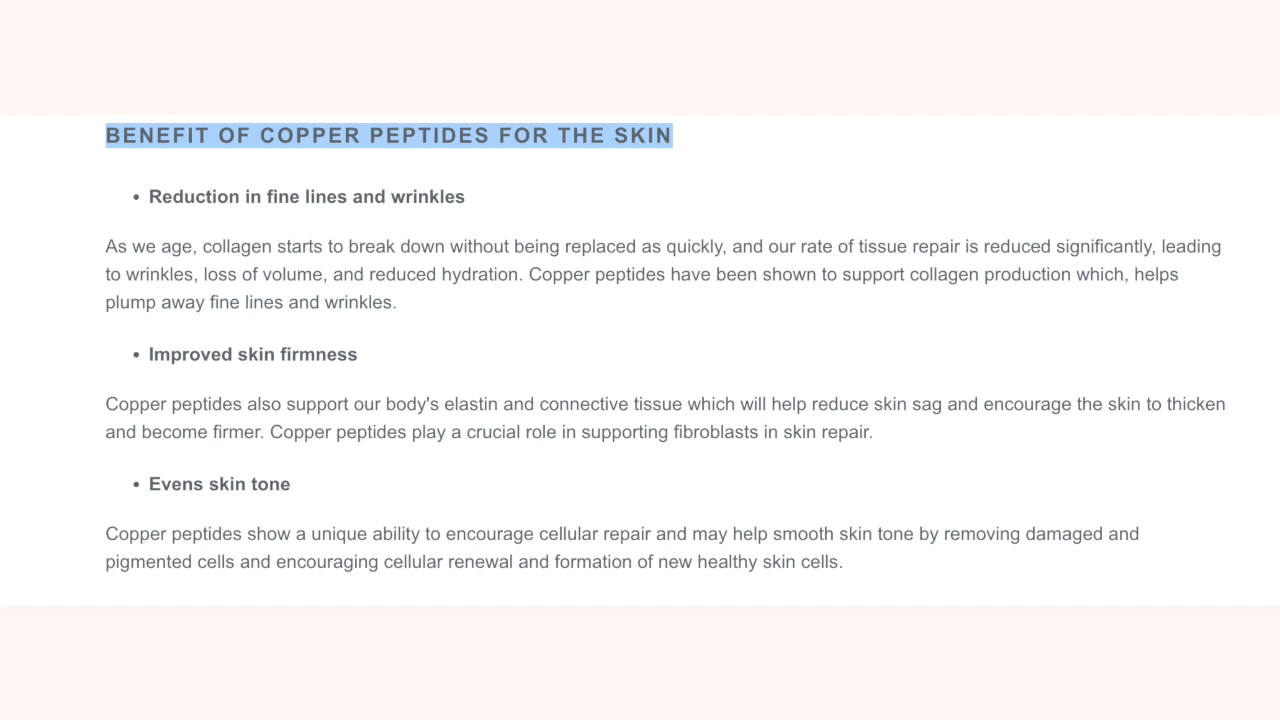 BENEFIT OF COPPER PEPTIDES FOR THE SKIN
• Reduction in fine lines and wrinkles
As we age, collagen starts to break down without being replaced as quickly, and our rate of tissue repair is reduced significantly, leading
to wrinkles, loss of volume, and reduced hydration. Copper peptides have been shown to support collagen production which, helps
plump away fine lines and wrinkles.
• Improved skin firmness
Copper peptides also support our body's elastin and connective tissue which will help reduce skin sag and encourage the skin to thicken
and become firmer. Copper peptides play a crucial role in supporting fibroblasts in skin repair.
• Evens skin tone
Copper peptides show a unique ability to encourage cellular repair and may help smooth skin tone by removing damaged and
pigmented cells and encouraging cellular renewal and formation of new healthy skin cells.